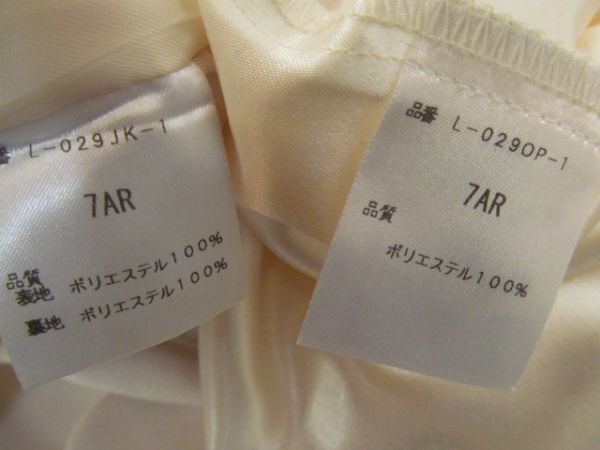 品番 L-029JK-1
7AR
品質
表地 ポリエステル100%
裏地 ポリエステル100%
品番 L-029OP-1
7AR
品質
ポリエステル100%